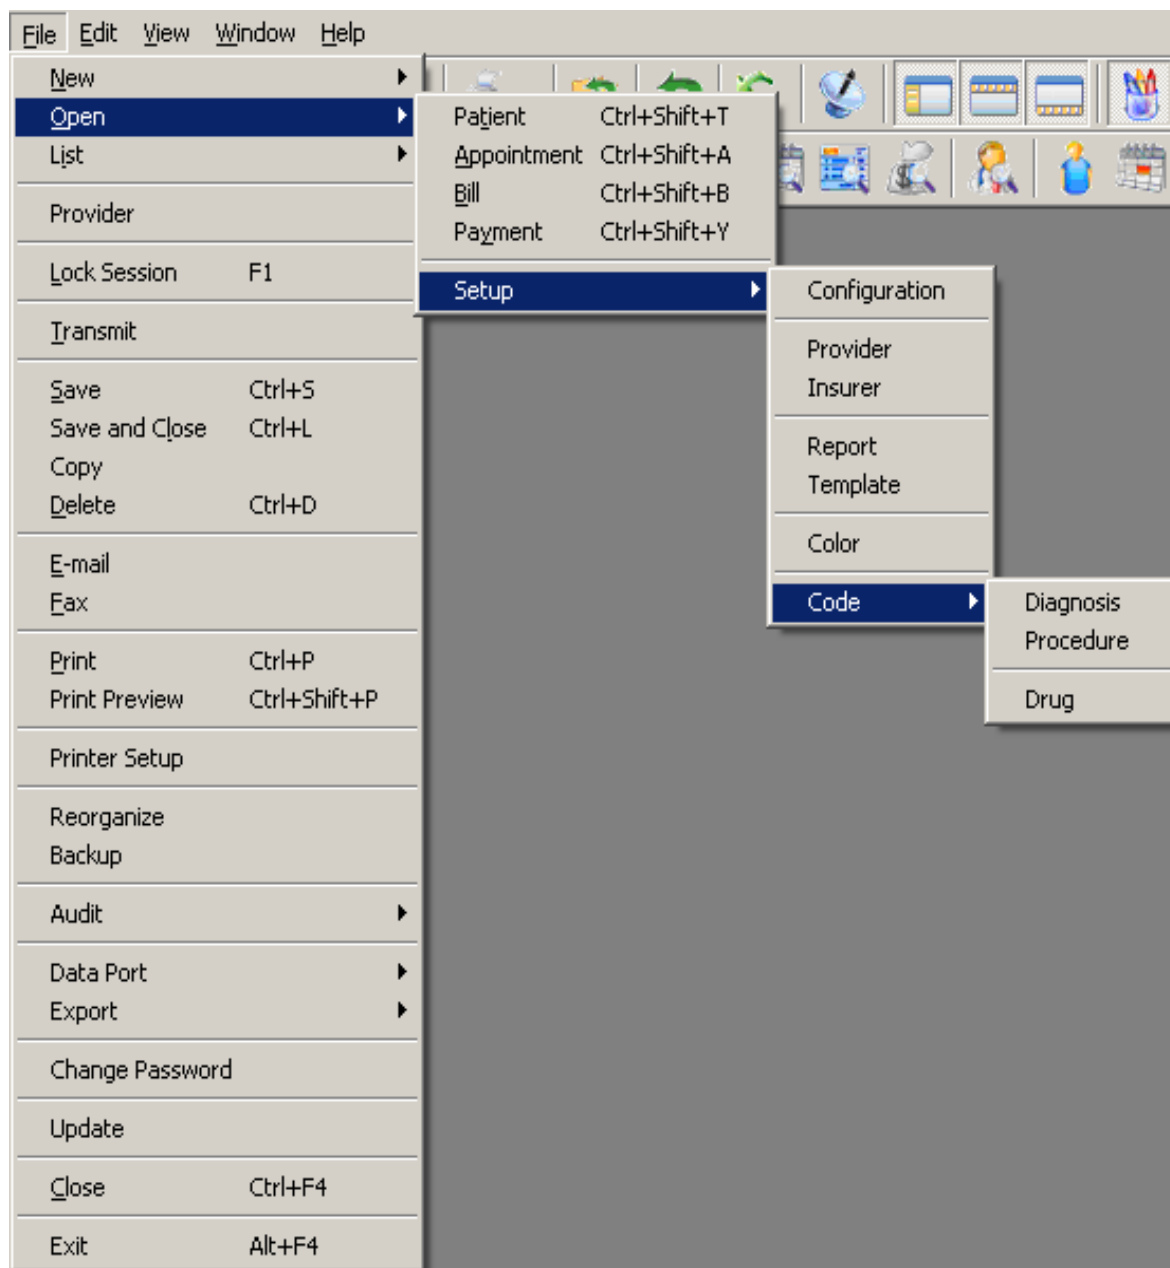 File Edit View Window Help
New
Open
List
Provider
Lock Session F1
Transmit
Save Ctrl+S
Save and Close Ctrl+L
Copy
Delete Ctrl+D
E-mail
Fax
Print Ctrl+P
Print Preview Ctrl+Shift+P
Printer Setup
Reorganize
Backup
Audit
Data Port
Export
Change Password
Update
Close Ctrl+F4
Exit Alt+F4
Patient Ctrl+Shift+T
Appointment Ctrl+Shift+A
Bill Ctrl+Shift+B
Payment Ctrl+Shift+Y
Setup
Configuration
Provider
Insurer
Report
Template
Color
Code
Diagnosis
Procedure
Drug